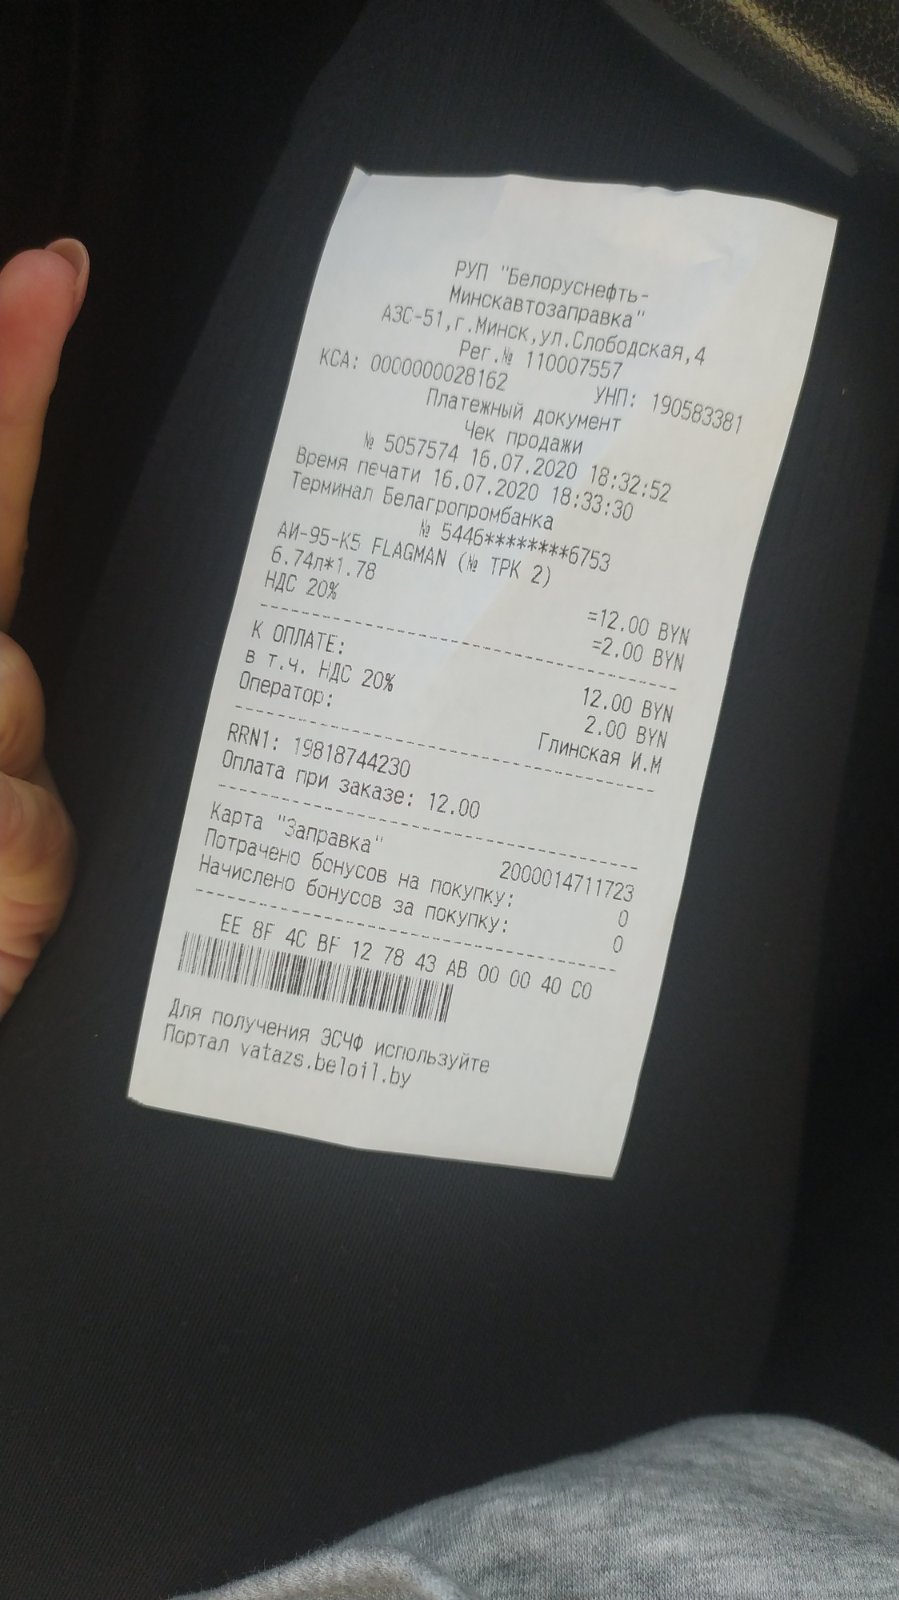 РУП "Белоруснефть-
Минскавтозаправка"
АЗС-51,г.Минск,ул.Слободская,4
Рег.№ 110007557
КСА: 0000000028162 УНП: 190583381
Платежный документ
Чек продажи
№ 5057574 16.07.2020 18:32:52
Время печати 16.07.2020 18:33:30
Терминал Белагропромбанка
№ 5446********6753
АИ-95-К5 FLAGMAN (№ ТРК 2)
6.74л*1.78 =12.00 BYN
НДС 20% =2.00 BYN
К ОПЛАТЕ: 12.00 BYN
в т.ч. НДС 20% 2.00 BYN
Оператор: Глинская И.М
RRN1: 19818744230
Оплата при заказе: 12.00
Карта "Заправка" 2000014711723
Потрачено бонусов на покупку: 0
Начислено бонусов за покупку: 0
EE 8F 4C BF 12 78 43 AB 00 00 40 C0
Для получения ЭСЧФ используйте
Портал vatazs.beloil.by